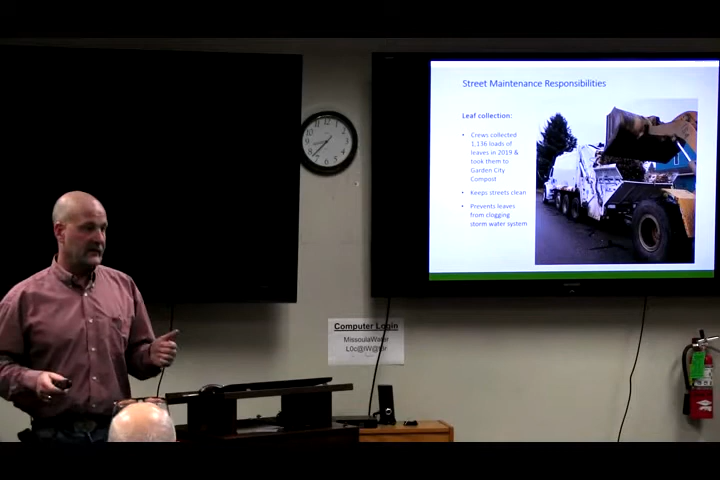 Street Maintenance Responsibilities
Leaf collection:
• Crews collected
1,136 loads of
leaves in 2019 &
took them to
Garden City
Compost
• Keeps streets clean
• Prevents leaves
from clogging
storm water system
Computer Login
MissoulaWater